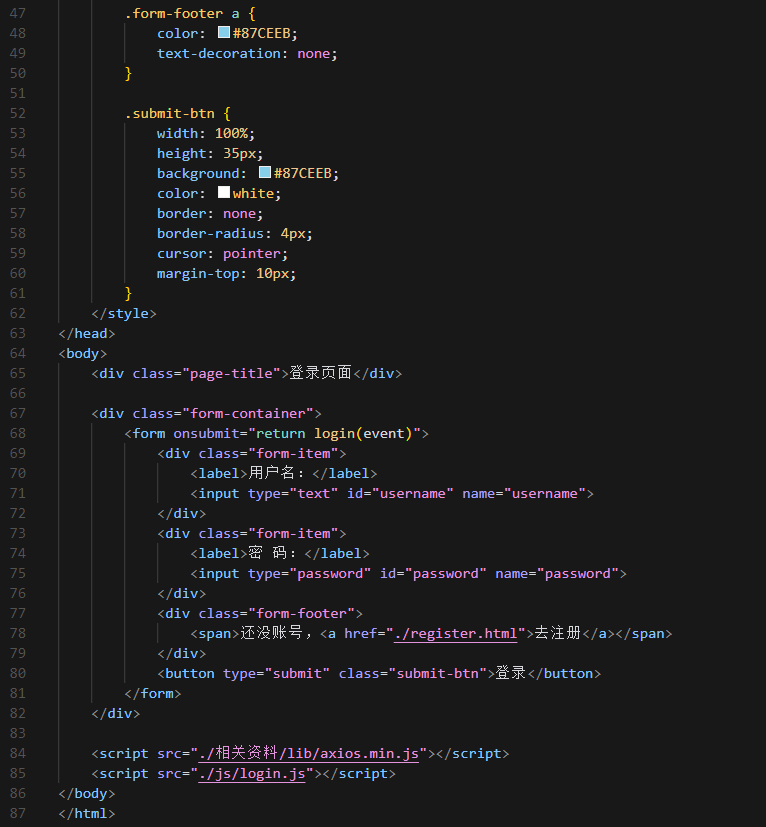 47 .form-footer a {
48 color: #87CEEB;
49 text-decoration: none;
50 }
51
52 .submit-btn {
53 width: 100%;
54 height: 35px;
55 background: #87CEEB;
56 color: white;
57 border: none;
58 border-radius: 4px;
59 cursor: pointer;
60 margin-top: 10px;
61 }
62 </style>
63 </head>
64 <body>
65 <div class="page-title">登录页面</div>
66
67 <div class="form-container">
68 <form onsubmit="return login(event)">
69 <div class="form-item">
70 <label>用户名：</label>
71 <input type="text" id="username" name="username">
72 </div>
73 <div class="form-item">
74 <label>密 码：</label>
75 <input type="password" id="password" name="password">
76 </div>
77 <div class="form-footer">
78 <span>还没账号，<a href="./register.html">去注册</a></span>
79 </div>
80 <button type="submit" class="submit-btn">登录</button>
81 </form>
82 </div>
83
84 <script src="./相关资料/lib/axios.min.js"></script>
85 <script src="./js/login.js"></script>
86 </body>
87 </html>